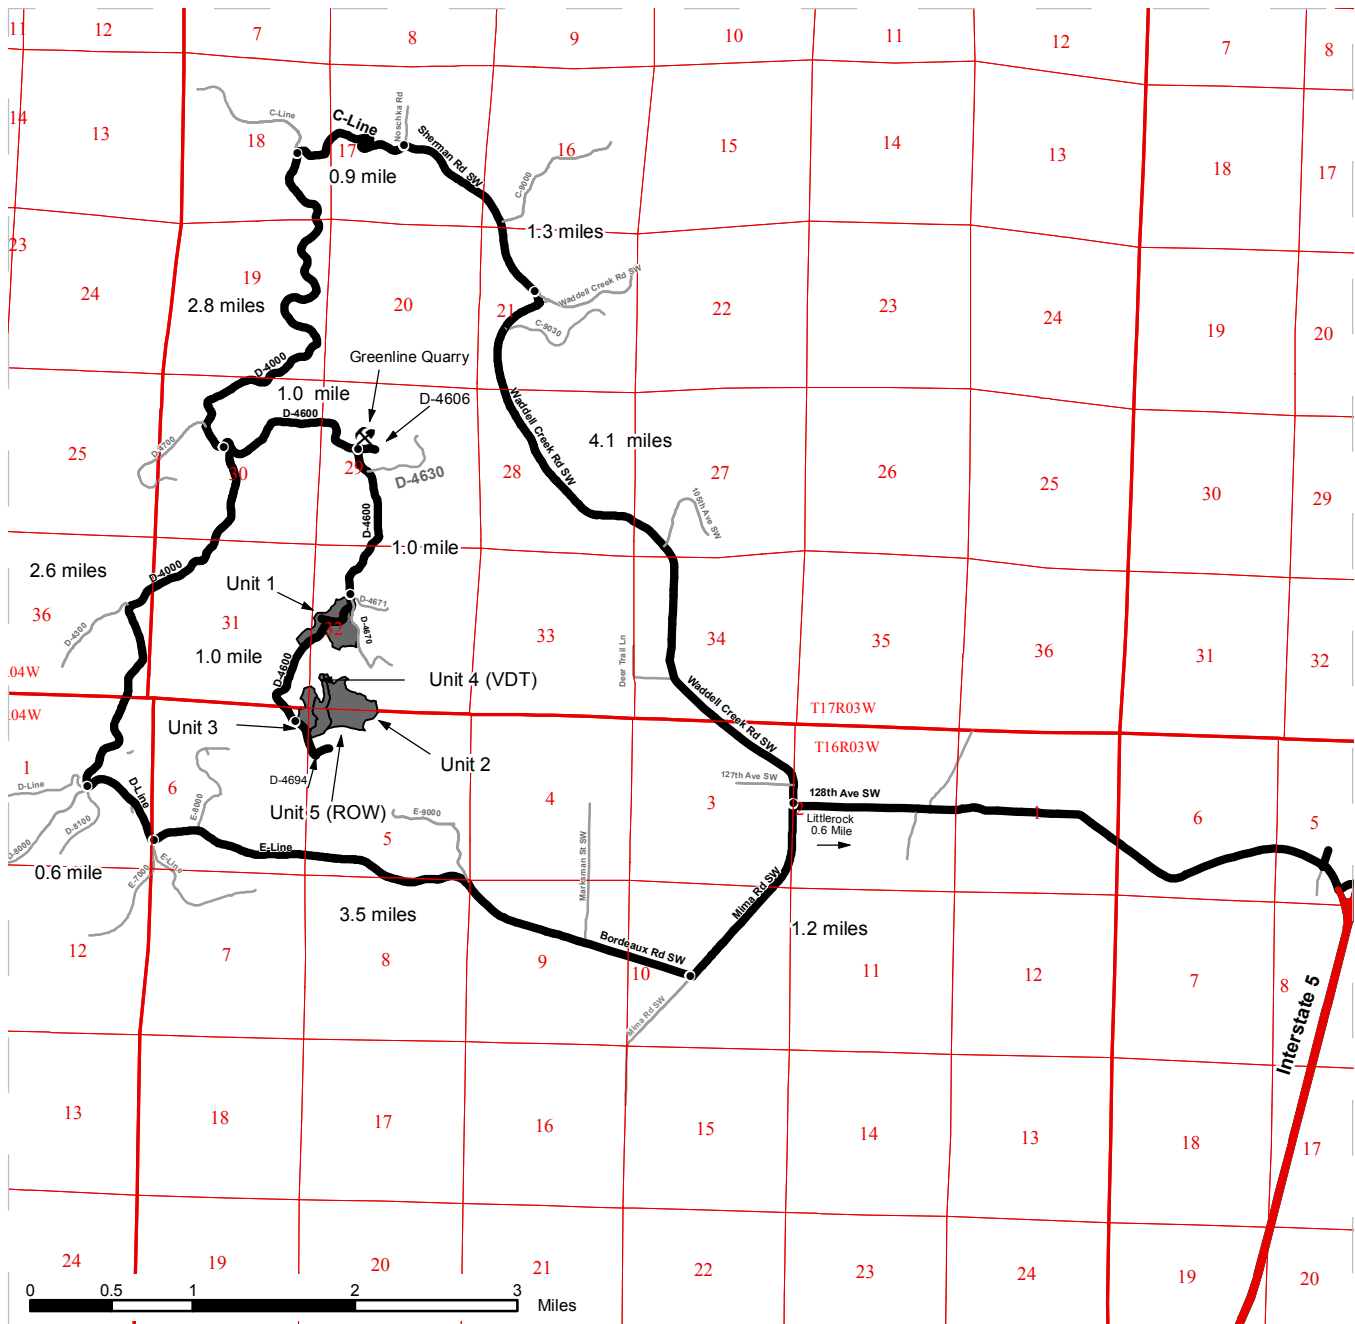 11
12
7
8
9
10
11
12
7
8
14
13
C-Line
18
C-Line
17
Noschka Rd
Sherman Rd SW
16
15
14
13
18
17
0.9 mile
C-9000
23
24
19
2.8 miles
20
1.3 miles
Waddell Creek Rd SW
21
C-9030
22
23
24
19
20
D-4000
Greenline Quarry
1.0 mile
D-4606
D-4600
Waddell Creek Rd SW
4.1 miles
25
D-4700
30
29
D-4630
28
27
26
25
30
29
108th Ave SW
D-4600
1.0 mile
2.6 miles
D-4000
Unit 1
36
D-4300
31
32
D-4671
D-4670
33
34
35
36
31
32
1.0 mile
D-4600
Deer Trail Ln
.04W
Unit 4 (VDT)
T17R03W
.04W
Unit 3
Waddell Creek Rd SW
T16R03W
1
D-Line
D-Line
6
D-4694
Unit 2
127th Ave SW
128th Ave SW
E-8000
Unit 5 (ROW)
4
3
2
1
6
5
Littlerock
0.6 Mile
D-8100
D-8000
E-9000
5
E-Line
E-Line
0.6 mile
E-7000
Marksman St SW
Mima Rd SW
3.5 miles
1.2 miles
12
7
8
9
Bordeaux Rd SW
10
11
12
7
8
Mima Rd SW
Interstate 5
13
18
17
16
15
14
13
18
17
24
19
20
21
22
23
24
19
20
0
0.5
1
2
3
Miles